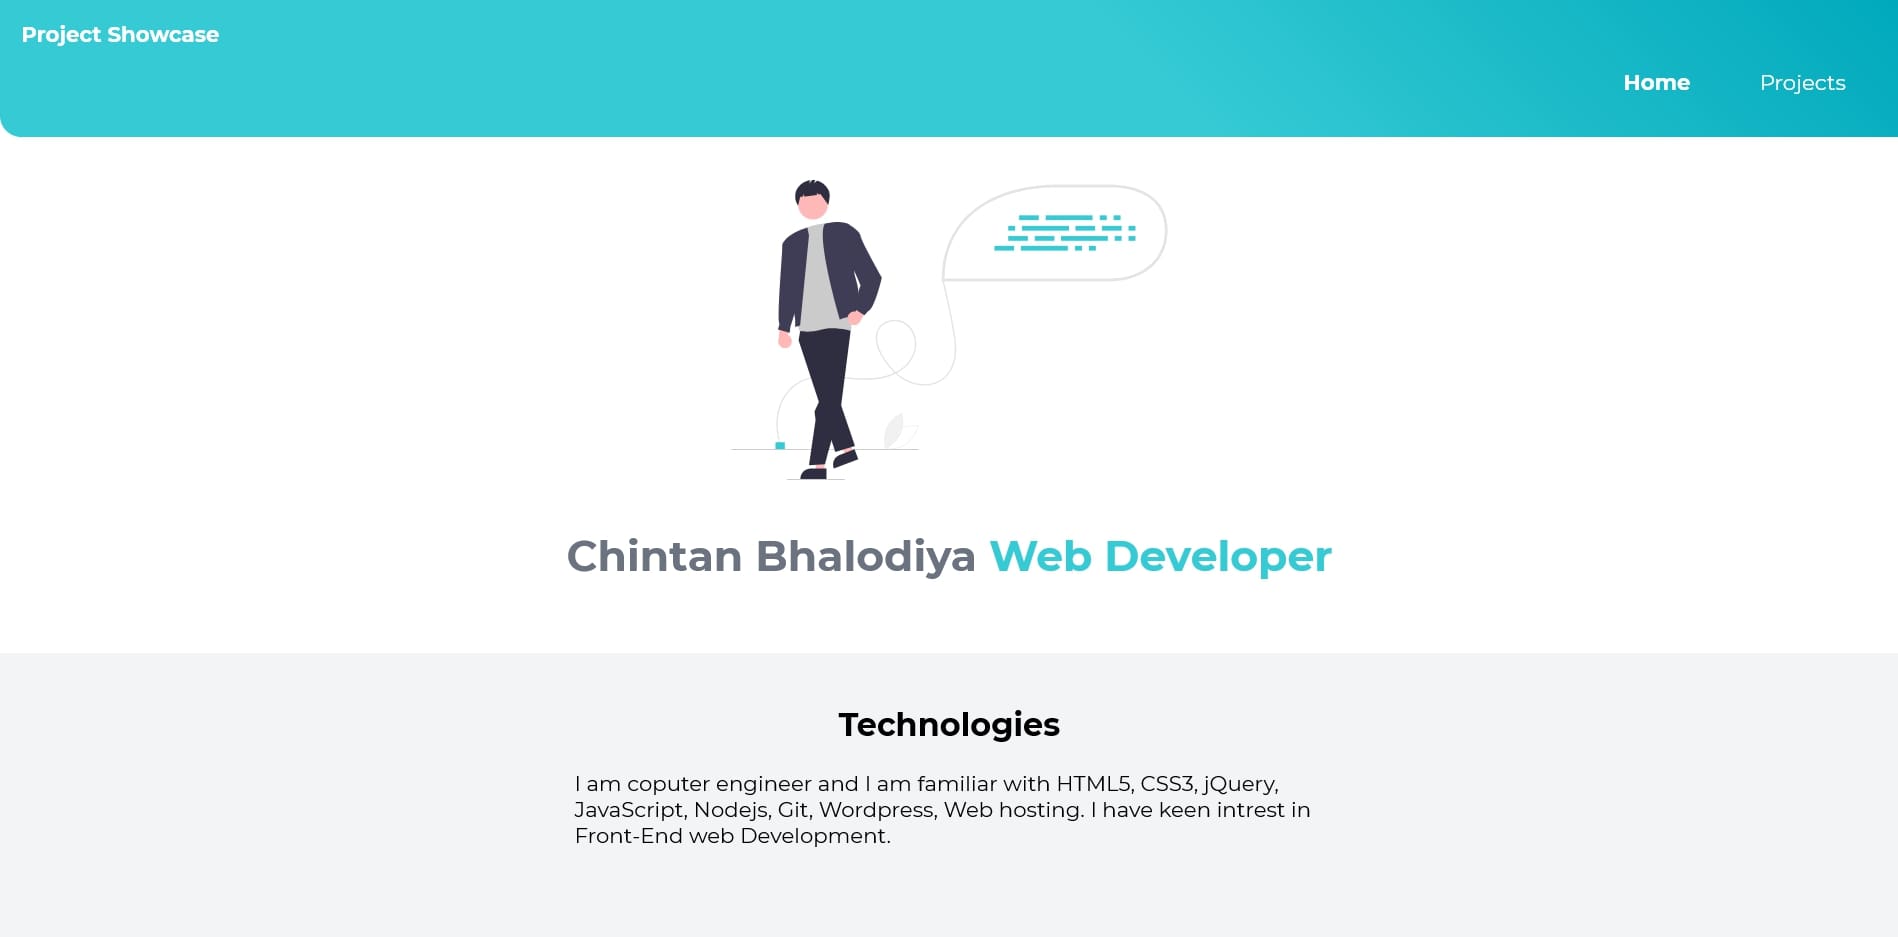 Project Showcase
Home Projects
Chintan Bhalodiya Web Developer
Technologies
I am coputer engineer and I am familiar with HTML5, CSS3, jQuery,
JavaScript, Nodejs, Git, Wordpress, Web hosting. I have keen intrest in
Front-End web Development.